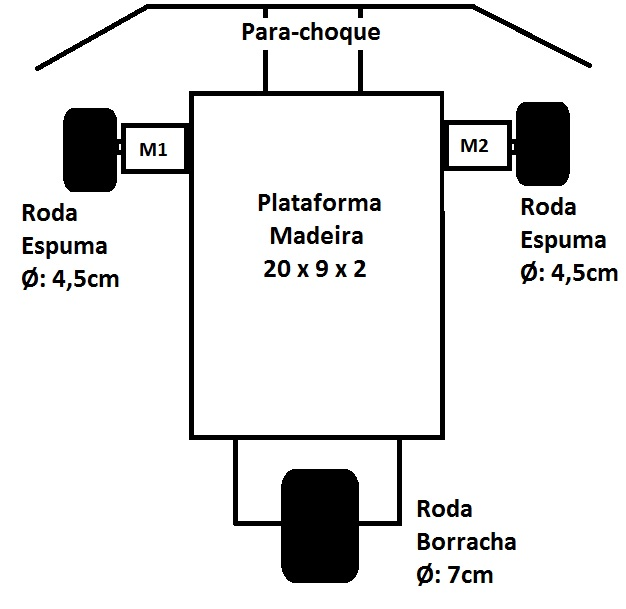 Para-choque
M1
M2
Plataforma
Madeira
20 x 9 x 2
Roda
Espuma
Ø: 4,5cm
Roda
Espuma
Ø: 4,5cm
Roda
Borracha
Ø: 7cm